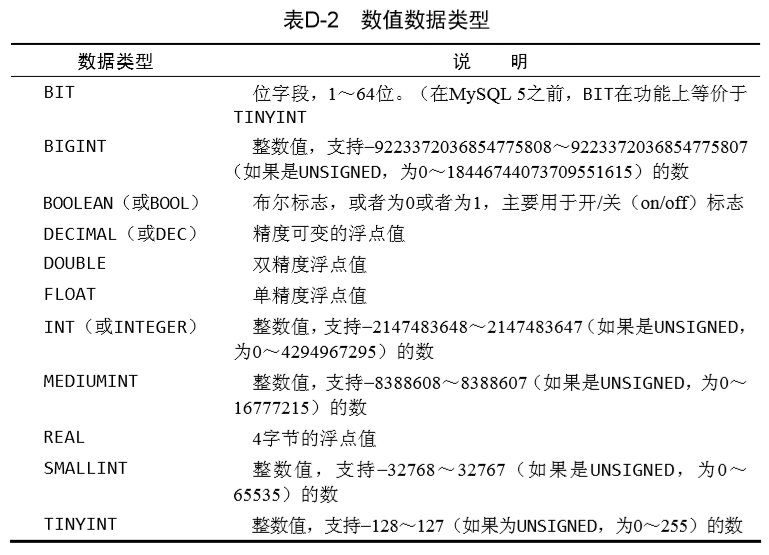 表D-2 数值数据类型
数据类型 说 明
BIT 位字段，1～64位。（在MySQL 5之前，BIT在功能上等价于
TINYINT
BIGINT 整数值，支持−9223372036854775808～9223372036854775807
（如果是UNSIGNED，为0～18446744073709551615）的数
BOOLEAN（或BOOL） 布尔标志，或者为0或者为1，主要用于开/关（on/off）标志
DECIMAL（或DEC） 精度可变的浮点值
DOUBLE 双精度浮点值
FLOAT 单精度浮点值
INT（或INTEGER） 整数值，支持−2147483648～2147483647（如果是UNSIGNED，
为0～4294967295）的数
MEDIUMINT 整数值，支持−8388608～8388607（如果是UNSIGNED，为0～
16777215）的数
REAL 4字节的浮点值
SMALLINT 整数值，支持−32768～32767（如果是UNSIGNED，为0～
65535）的数
TINYINT 整数值，支持−128～127（如果为UNSIGNED，为0～255）的数